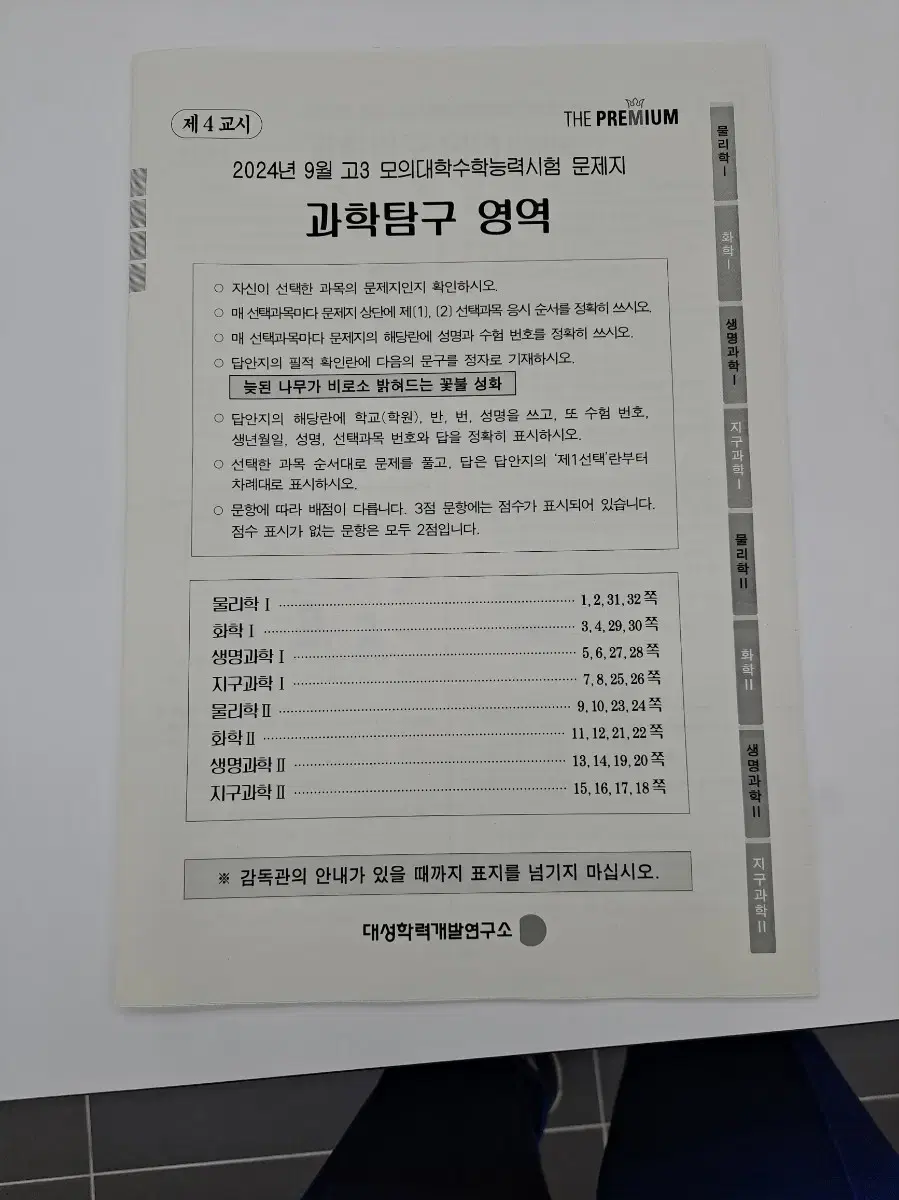 제 4 교시
THE PREMIUM
2024년 9월 고3 모의대학수학능력시험 문제지
과학탐구 영역
○ 자신이 선택한 과목의 문제지인지 확인하시오.
○ 매 선택과목마다 문제지 상단에 제(1), (2) 선택과목 응시 순서를 정확히 쓰시오.
○ 매 선택과목마다 문제지의 해당란에 성명과 수험 번호를 정확히 쓰시오.
○ 답안지의 필적 확인란에 다음의 문구를 정자로 기재하시오.
늦된 나무가 비로소 밝혀드는 꽃불 성화
○ 답안지의 해당란에 학교(학원), 반, 번, 성명을 쓰고, 또 수험 번호,
생년월일, 성명, 선택과목 번호와 답을 정확히 표시하시오.
○ 선택한 과목 순서대로 문제를 풀고, 답은 답안지의 '제1선택'란부터
차례대로 표시하시오.
○ 문항에 따라 배점이 다릅니다. 3점 문항에는 점수가 표시되어 있습니다.
점수 표시가 없는 문항은 모두 2점입니다.
물리학 Ⅰ ········ 1, 2, 31, 32쪽
화학 Ⅰ ········ 3, 4, 29, 30쪽
생명과학 Ⅰ ········ 5, 6, 27, 28쪽
지구과학 Ⅰ ········ 7, 8, 25, 26쪽
물리학 Ⅱ ········ 9, 10, 23, 24쪽
화학 Ⅱ ········ 11, 12, 21, 22쪽
생명과학 Ⅱ ········ 13, 14, 19, 20쪽
지구과학 Ⅱ ········ 15, 16, 17, 18쪽
※ 감독관의 안내가 있을 때까지 표지를 넘기지 마십시오.
대성학력개발연구소
물리학Ⅰ
화학Ⅰ
생명과학Ⅰ
지구과학Ⅰ
물리학Ⅱ
화학Ⅱ
생명과학Ⅱ
지구과학Ⅱ